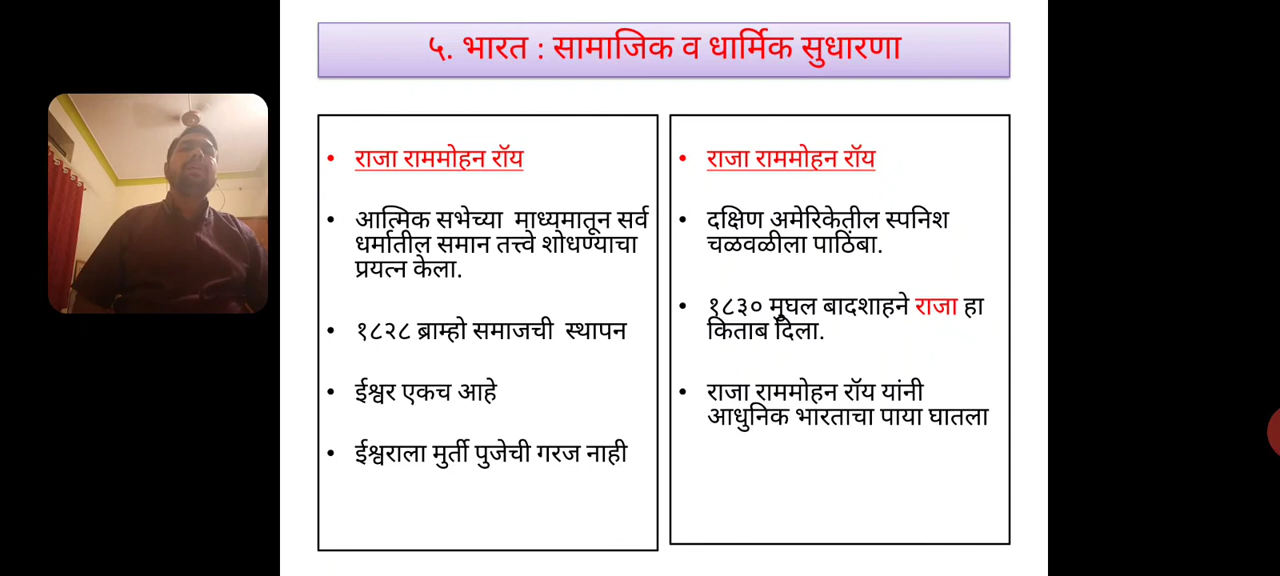 ५. भारत : सामाजिक व धार्मिक सुधारणा
• राजा राममोहन रॉय
• आत्मिक सभेच्या माध्यमातून सर्व
धर्मातील समान तत्त्वे शोधण्याचा
प्रयत्न केला.
• १८२८ ब्राम्हो समाजची स्थापन
• ईश्वर एकच आहे
• ईश्वराला मुर्ती पुजेची गरज नाही
• राजा राममोहन रॉय
• दक्षिण अमेरिकेतील स्पनिश
चळवळीला पाठिंबा.
• १८३० मुघल बादशाहने राजा हा
किताब दिला.
• राजा राममोहन रॉय यांनी
आधुनिक भारताचा पाया घातला